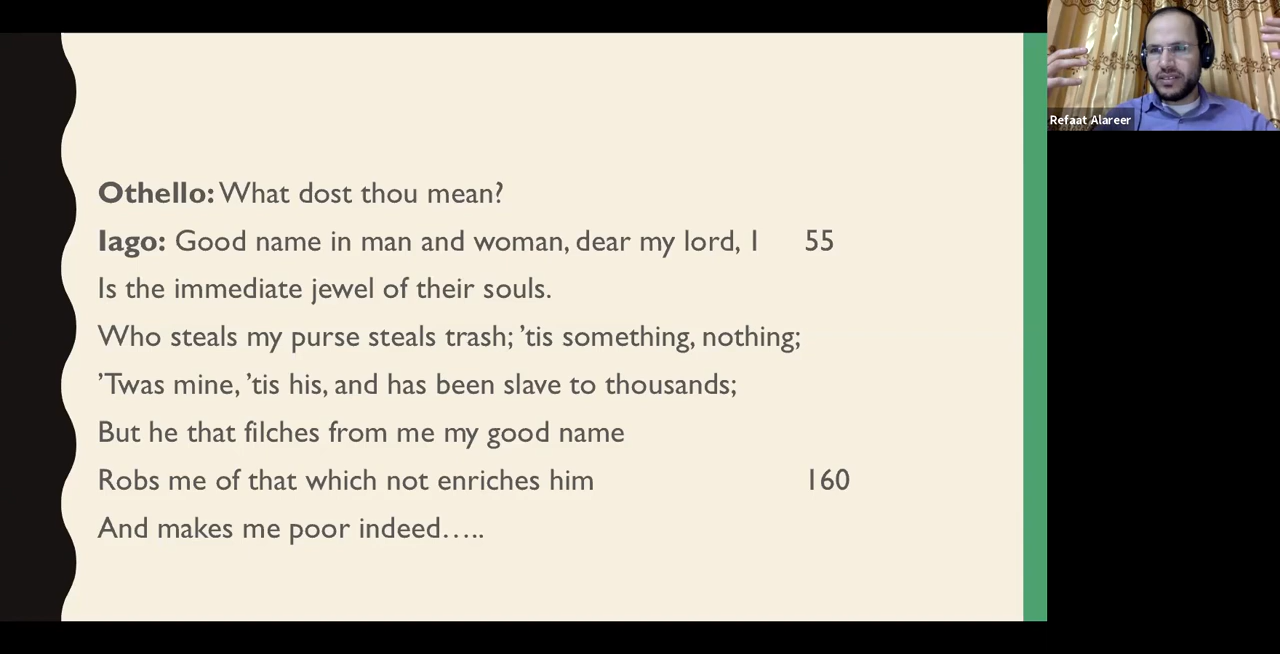 Othello: What dost thou mean?
Iago: Good name in man and woman, dear my lord, 1 55
Is the immediate jewel of their souls.
Who steals my purse steals trash; ’tis something, nothing;
’Twas mine, ’tis his, and has been slave to thousands;
But he that filches from me my good name
Robs me of that which not enriches him 160
And makes me poor indeed…..
Refaat Alareer